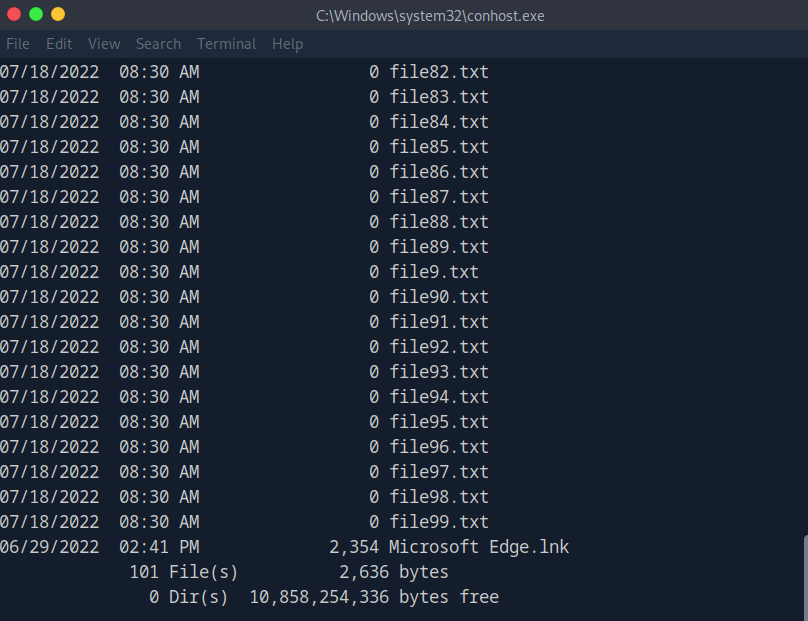 C:\Windows\system32\conhost.exe
File Edit View Search Terminal Help
07/18/2022  08:30 AM                 0 file82.txt
07/18/2022  08:30 AM                 0 file83.txt
07/18/2022  08:30 AM                 0 file84.txt
07/18/2022  08:30 AM                 0 file85.txt
07/18/2022  08:30 AM                 0 file86.txt
07/18/2022  08:30 AM                 0 file87.txt
07/18/2022  08:30 AM                 0 file88.txt
07/18/2022  08:30 AM                 0 file89.txt
07/18/2022  08:30 AM                 0 file9.txt
07/18/2022  08:30 AM                 0 file90.txt
07/18/2022  08:30 AM                 0 file91.txt
07/18/2022  08:30 AM                 0 file92.txt
07/18/2022  08:30 AM                 0 file93.txt
07/18/2022  08:30 AM                 0 file94.txt
07/18/2022  08:30 AM                 0 file95.txt
07/18/2022  08:30 AM                 0 file96.txt
07/18/2022  08:30 AM                 0 file97.txt
07/18/2022  08:30 AM                 0 file98.txt
07/18/2022  08:30 AM                 0 file99.txt
06/29/2022  02:41 PM             2,354 Microsoft Edge.lnk
             101 File(s)          2,636 bytes
               0 Dir(s)  10,858,254,336 bytes free